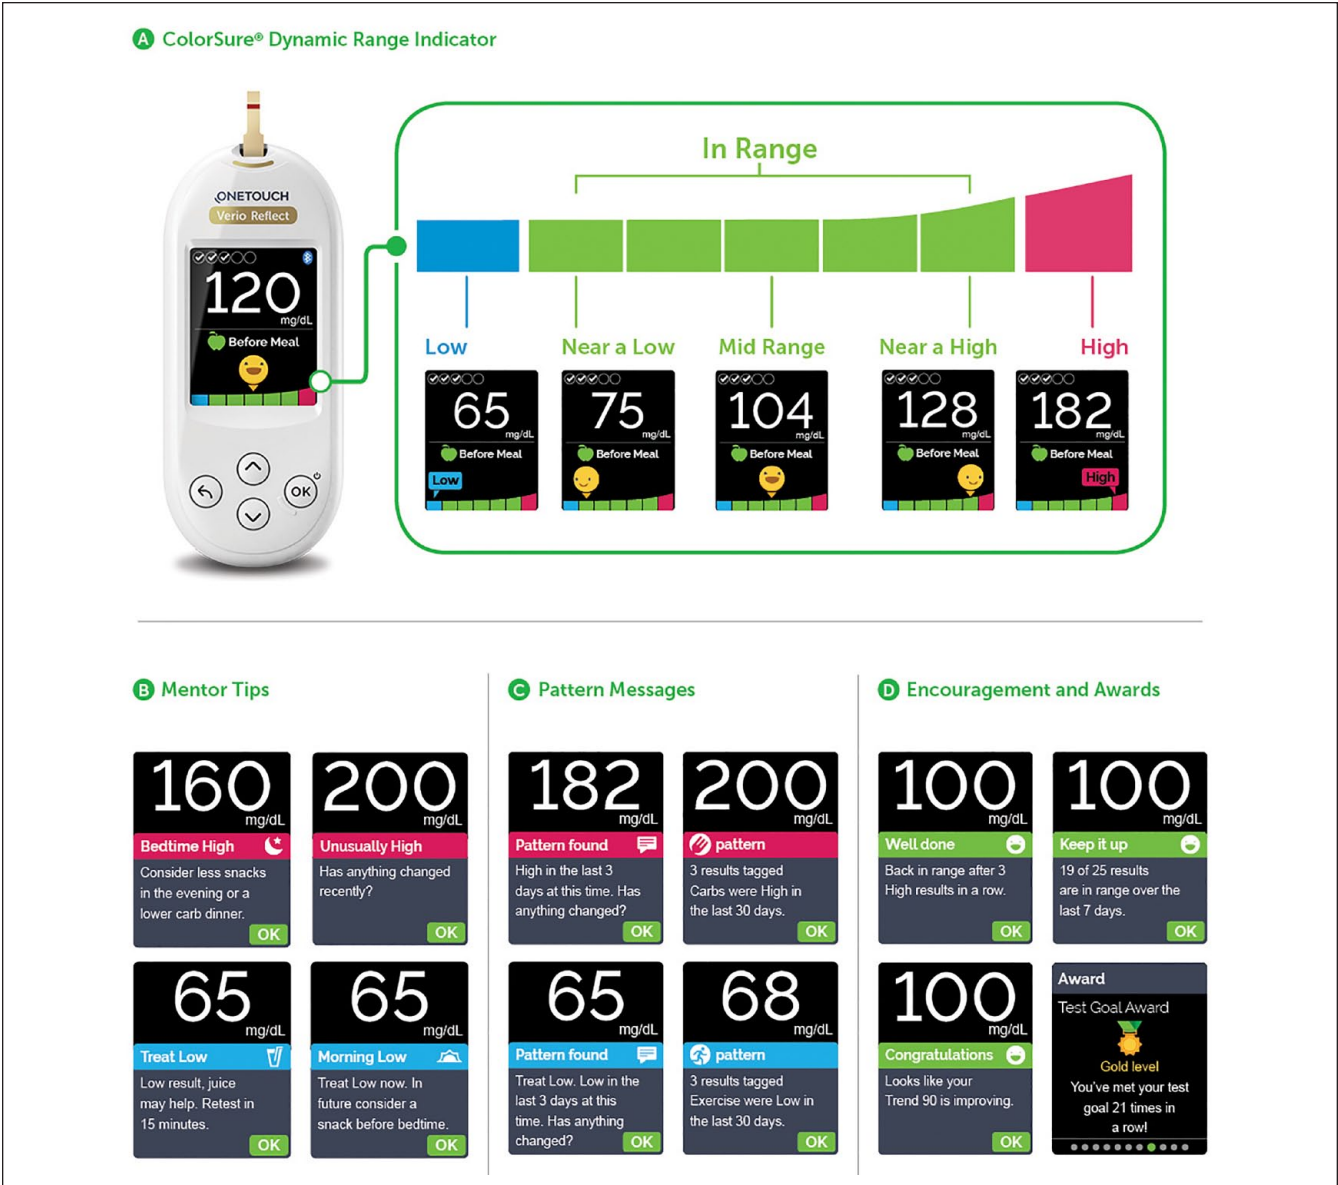 A ColorSure® Dynamic Range Indicator
ONETOUCH
Verio Reflect
120
mg/dL
Before Meal
OK
In Range
Low
Near a Low
Mid Range
Near a High
High
65
mg/dL
Before Meal
Low
75
mg/dL
Before Meal
104
mg/dL
Before Meal
128
mg/dL
Before Meal
182
mg/dL
Before Meal
High
B Mentor Tips
160
mg/dL
Bedtime High
Consider less snacks
in the evening or a
lower carb dinner.
OK
200
mg/dL
Unusually High
Has anything changed
recently?
OK
65
mg/dL
Treat Low
Low result, juice
may help. Retest in
15 minutes.
OK
65
mg/dL
Morning Low
Treat Low now. In
future consider a
snack before bedtime.
OK
C Pattern Messages
182
mg/dL
Pattern found
High in the last 3
days at this time. Has
anything changed?
OK
200
mg/dL
pattern
3 results tagged
Carbs were High in
the last 30 days.
OK
65
mg/dL
Pattern found
Treat Low. Low in the
last 3 days at this
time. Has anything
changed?
OK
68
mg/dL
pattern
3 results tagged
Exercise were Low in
the last 30 days.
OK
D Encouragement and Awards
100
mg/dL
Well done
Back in range after 3
High results in a row.
OK
100
mg/dL
Keep it up
19 of 25 results
are in range over the
last 7 days.
OK
100
mg/dL
Congratulations
Looks like your
Trend 90 is improving.
OK
Award
Test Goal Award
Gold level
You've met your test
goal 21 times in
a row!